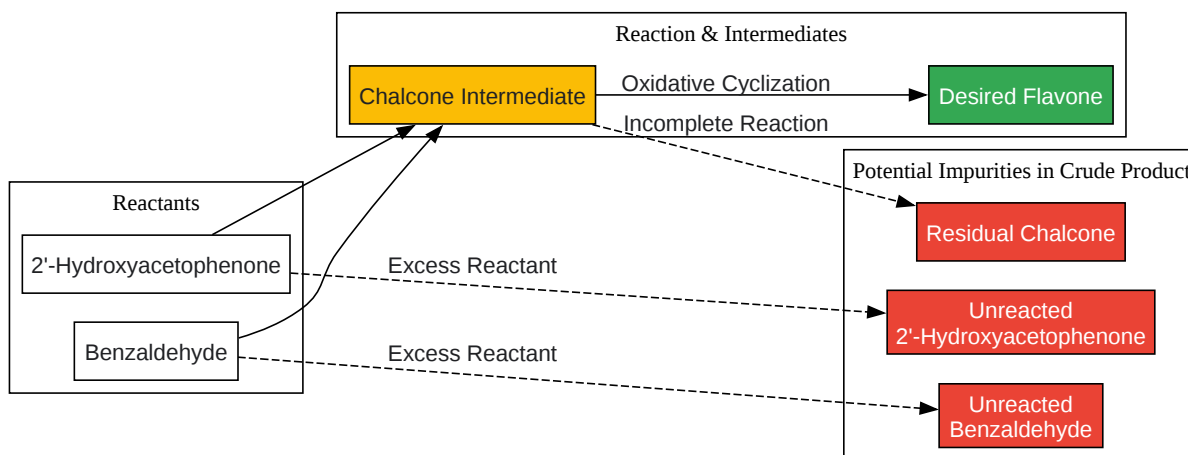 Reaction & Intermediates
Chalcone Intermediate
Oxidative Cyclization
Desired Flavone
Incomplete Reaction
Potential Impurities in Crude Product
Reactants
Residual Chalcone
2'-Hydroxyacetophenone
Excess Reactant
Unreacted
2'-Hydroxyacetophenone
Benzaldehyde
Excess Reactant
Unreacted
Benzaldehyde